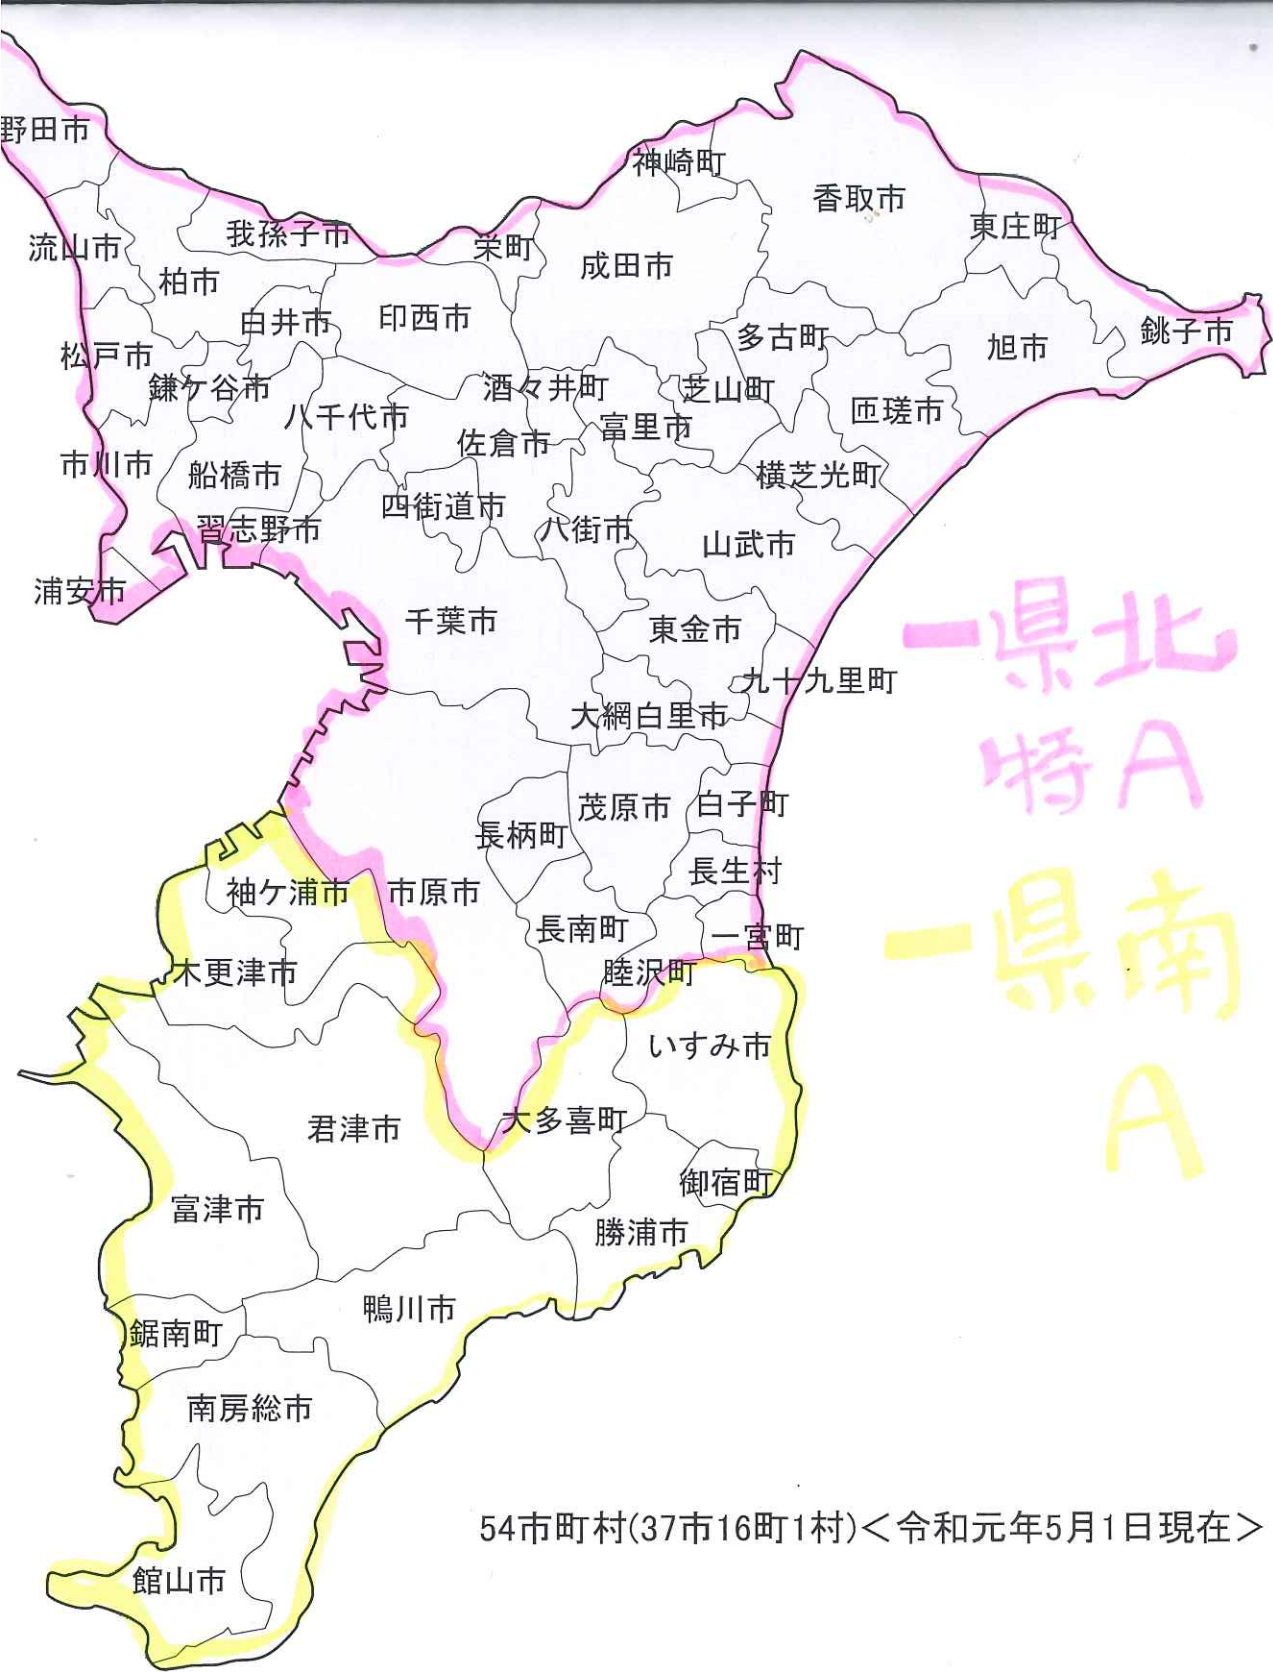 野田市
神崎町
香取市
東庄町
流山市
我孫子市
栄町
成田市
柏市
白井市
印西市
多古町
旭市
銚子市
松戸市
鎌ケ谷市
八千代市
酒々井町
芝山町
富里市
匝瑳市
佐倉市
市川市
船橋市
四街道市
横芝光町
習志野市
八街市
山武市
浦安市
千葉市
東金市
九十九里町
大網白里市
茂原市
白子町
長柄町
長生村
袖ケ浦市
市原市
長南町
一宮町
木更津市
睦沢町
いすみ市
君津市
大多喜町
富津市
御宿町
勝浦市
鴨川市
鋸南町
南房総市
館山市
ー県北
特A
ー県南
A
54市町村(37市16町1村)<令和元年5月1日現在>